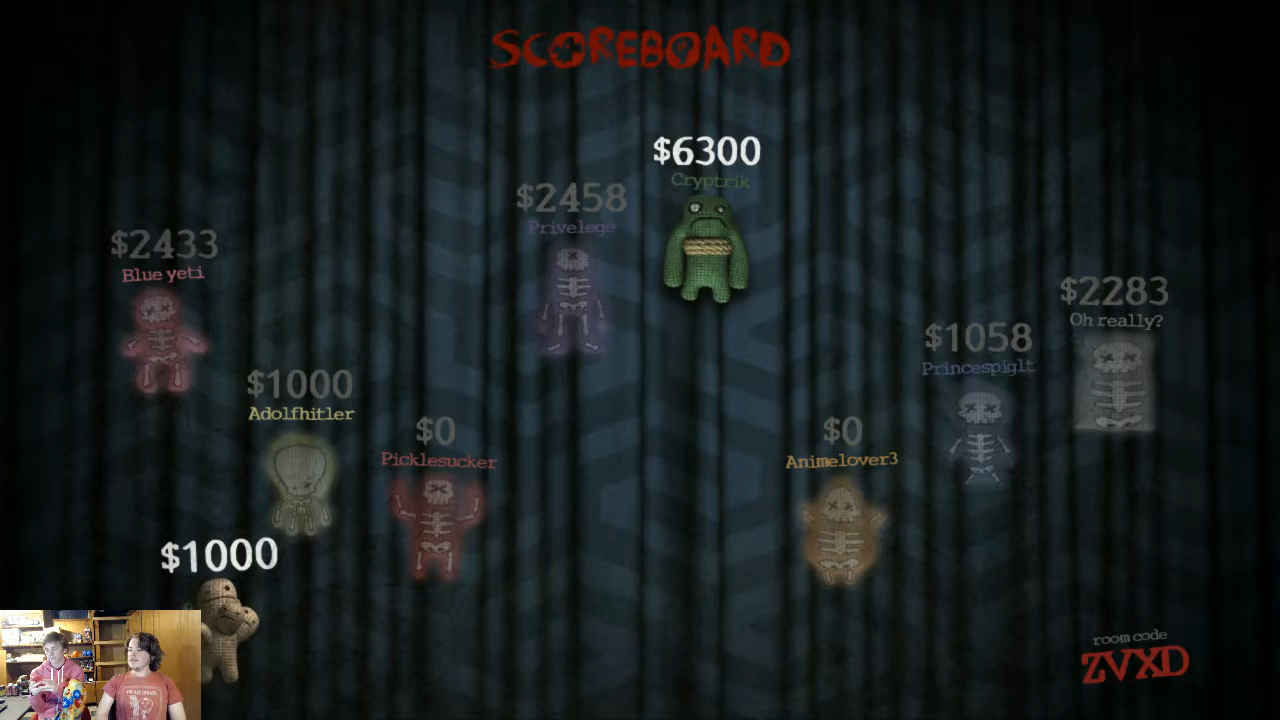 SCOREBOARD
$6300
Cryptrik
$2458
Privelege
$2433
Blue yeti
$2283
Oh really?
$1058
Princespiglt
$1000
Adolfhitler
$0
Picklesucker
$0
Animelover3
$1000
room code
ZVXD